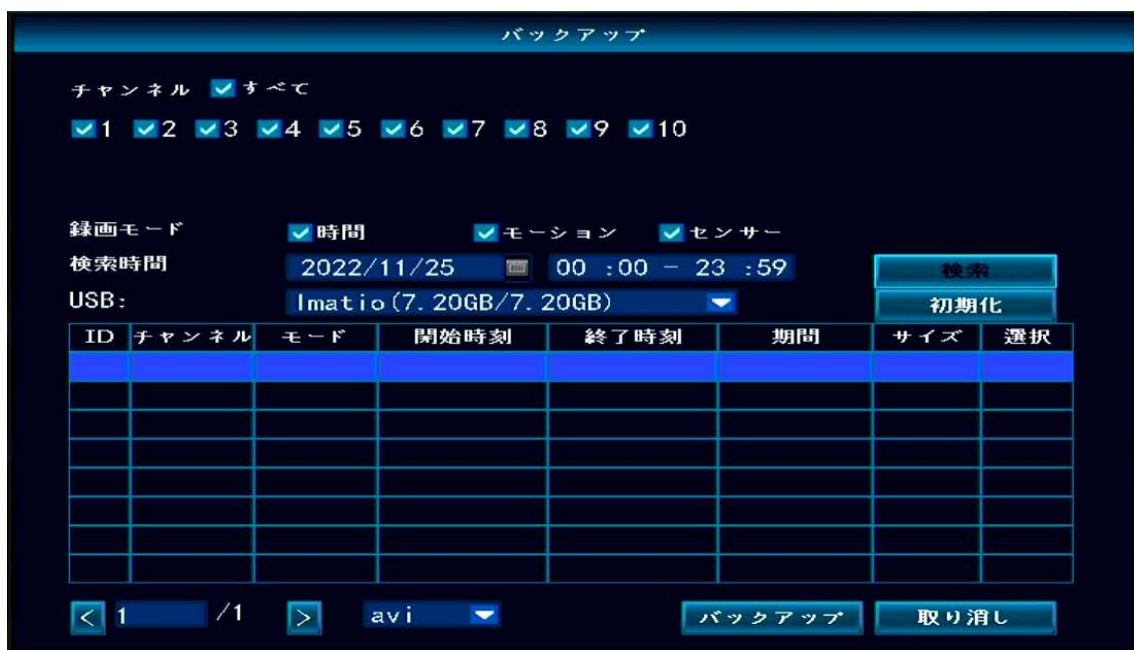 バックアップ
チャンネル すべて
1 2 3 4 5 6 7 8 9 10
録画モード 時間 モーション センサー
検索時間 2022/11/25 00 :00 - 23 :59 検索
USB: Imatio(7.20GB/7.20GB) 初期化
ID チャンネル モード 開始時刻 終了時刻 期間 サイズ 選択
< 1 /1 > avi バックアップ 取り消し